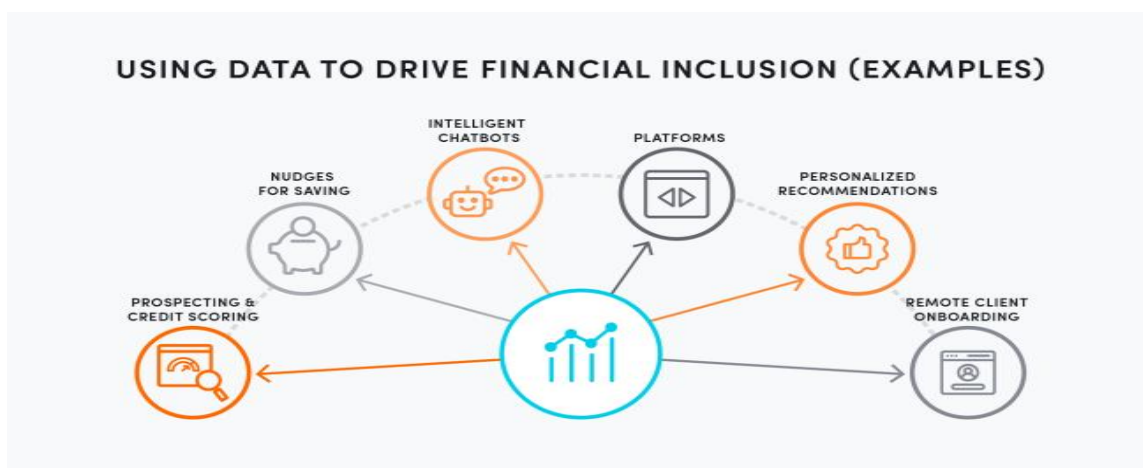 USING DATA TO DRIVE FINANCIAL INCLUSION (EXAMPLES)
INTELLIGENT
CHATBOTS
PLATFORMS
NUDGES
FOR SAVING
PERSONALIZED
RECOMMENDATIONS
PROSPECTING &
CREDIT SCORING
REMOTE CLIENT
ONBOARDING